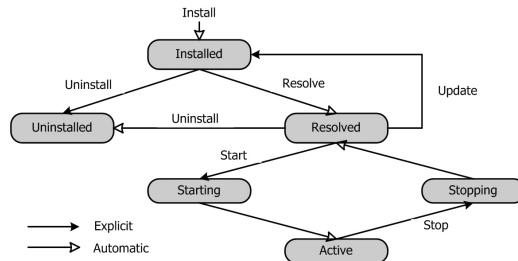 Install
Installed
Uninstall
Resolve
Update
Uninstalled
Uninstall
Resolved
Start
Starting
Stopping
Explicit
Stop
Automatic
Active